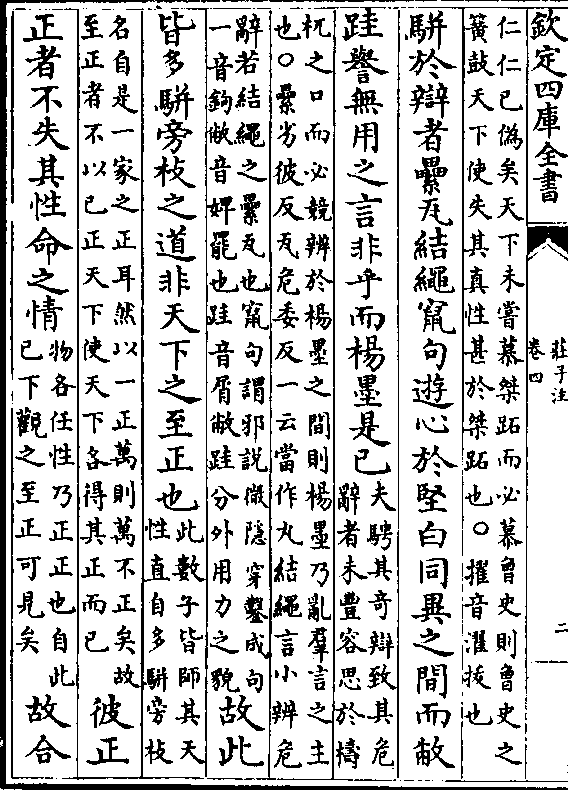 欽定四庫全書
莊子注
卷四
二
仁仁已偽矣天下未嘗慕桀跖而必慕曾史則曾史之
簧鼓天下使失其真性甚於桀跖也○擢音濯㧞也
駢於辯者纍瓦結繩竄句遊心於堅白同異之間而敝
跬譽無用之言非乎而楊墨是已
夫騁其奇辯致其危
辭者未曽容思於檮
杌之口而必競辨於楊墨之間則楊墨乃亂羣言之主
也○纍劣彼反瓦危委反一云當作丸結繩言小辨危
辭若結繩之纍瓦也竄句謂邪說微隱穿鑿成句
一音鉤敝音婢罷也跬音屑敝跬分外用力之貌
故此
皆多駢旁枝之道非天下之至正也
此數子皆師其天
性直自多駢旁枝
名自是一家之正耳然以一正萬則萬不正矣故
至正者不以已正天下使天下各得其正而已
彼正
正者不失其性命之情
物各任性乃正正也自此
已下觀之至正可見矣
故合